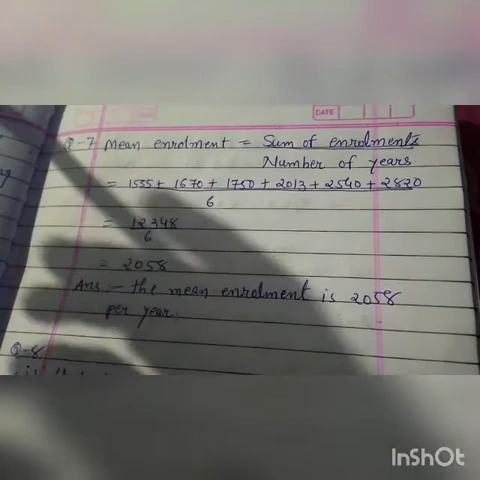 DATE
Q-7 Mean enrolment = Sum of enrolments
Number of years
= 1555 + 1670 + 1750 + 2013 + 2540 + 2820
6
= 12348
6
= 2058
Ans :- the mean enrolment is 2058
per year.
Q-8
InShOt